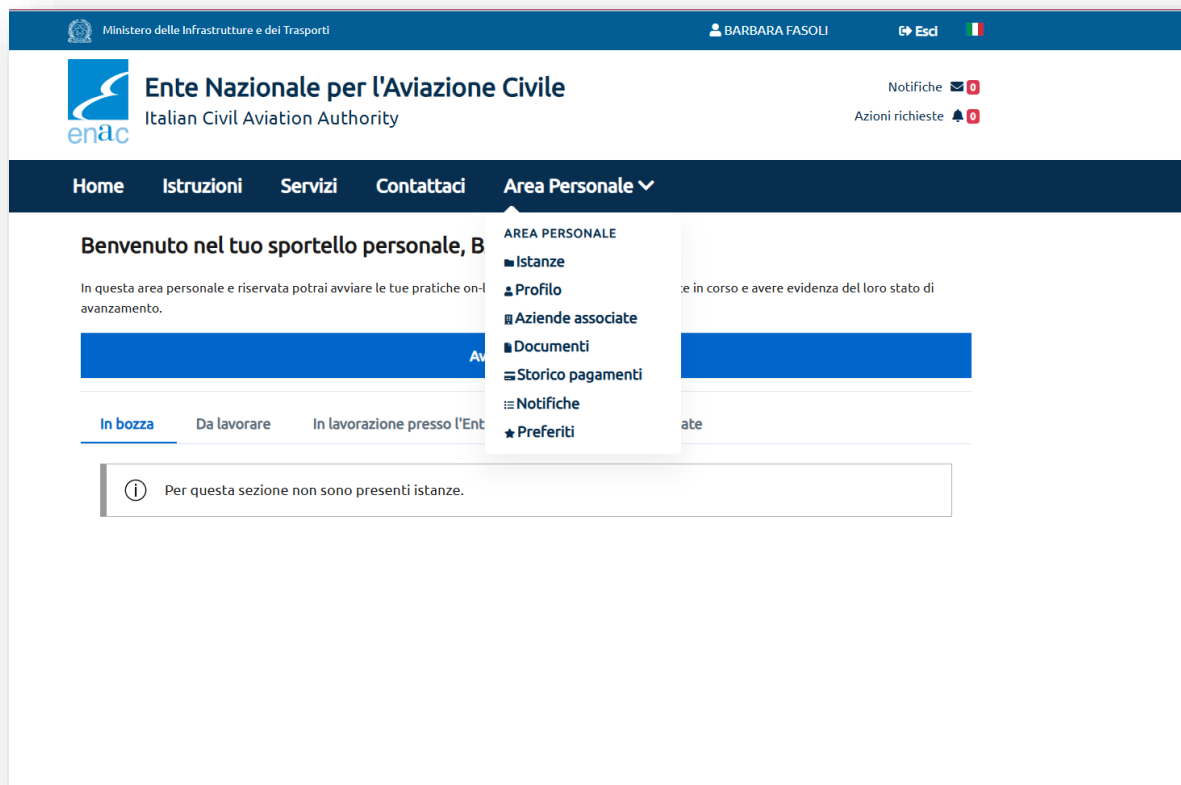 Ministero delle Infrastrutture e dei Trasporti
BARBARA FASOLI
Esci
enac
Ente Nazionale per l'Aviazione Civile
Italian Civil Aviation Authority
Notifiche 0
Azioni richieste 0
Home Istruzioni Servizi Contattaci Area Personale
AREA PERSONALE
Istanze
Profilo
Aziende associate
Documenti
Storico pagamenti
Notifiche
Preferiti
Benvenuto nel tuo sportello personale, B
In questa area personale e riservata potrai avviare le tue pratiche on-l
in corso e avere evidenza del loro stato di
avanzamento.
In bozza Da lavorare In lavorazione presso l'Ent
Per questa sezione non sono presenti istanze.